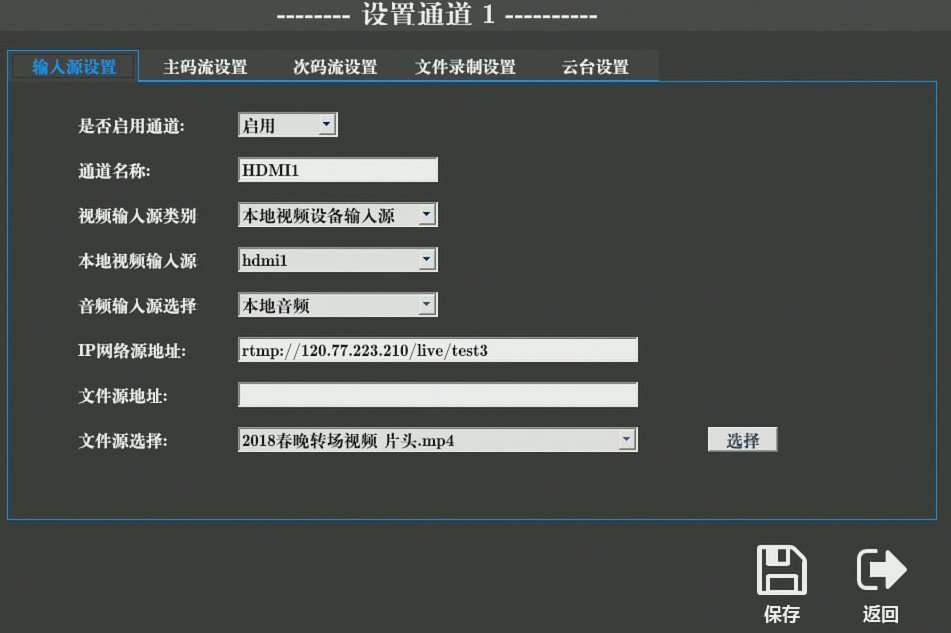 -------- 设置通道 1 ----------
输入源设置 主码流设置 次码流设置 文件录制设置 云台设置
是否启用通道: 启用
通道名称: HDMI1
视频输入源类别 本地视频设备输入源
本地视频输入源 hdmi1
音频输入源选择 本地音频
IP网络源地址: rtmp://120.77.223.210/live/test3
文件源地址:
文件源选择: 2018春晚转场视频 片头.mp4 选择
保存 返回